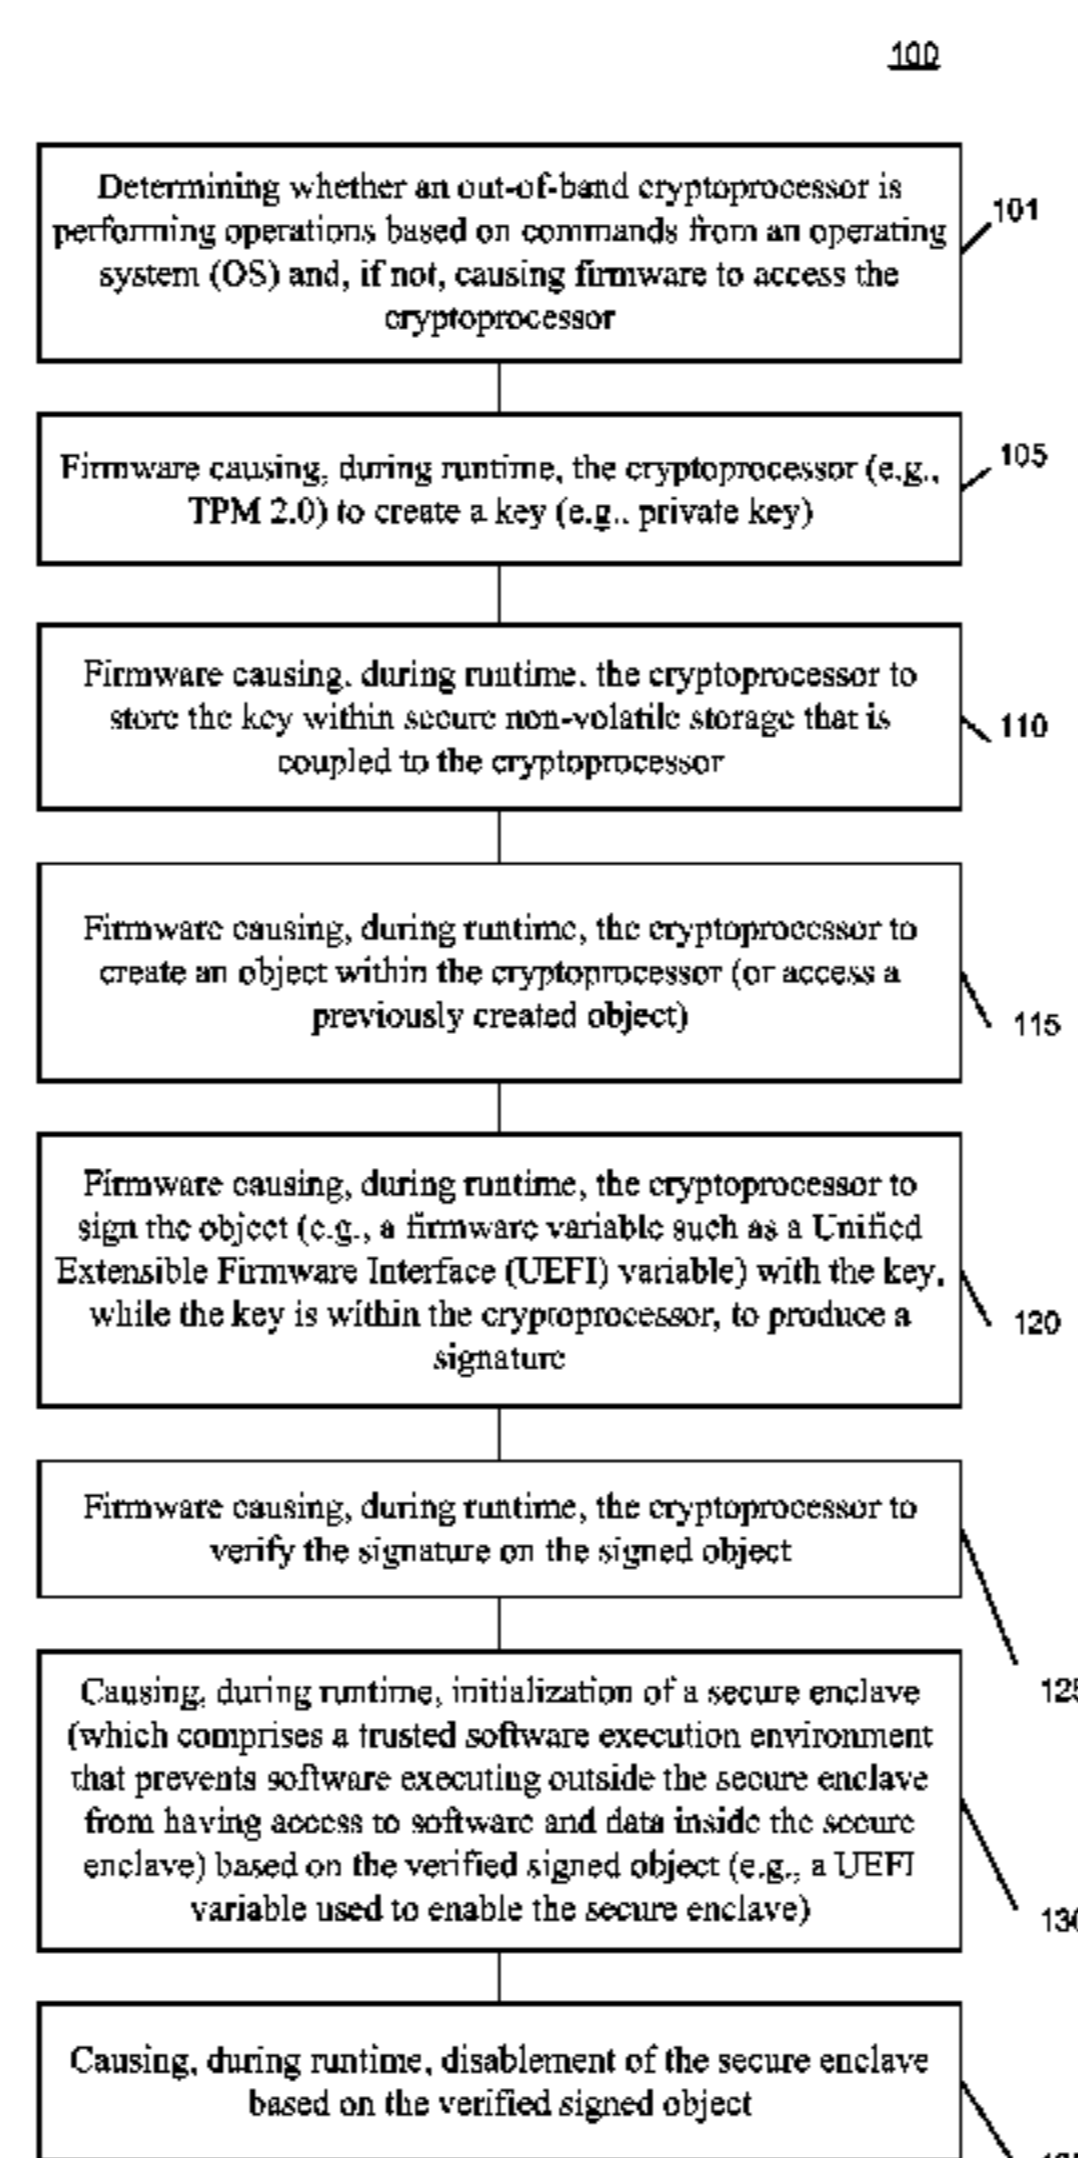 100
Determining whether an out-of-band cryptoprocessor is
performing operations based on commands from an operating
system (OS) and, if not, causing firmware to access the
cryptoprocessor
101
Firmware causing, during runtime, the cryptoprocessor (e.g.,
TPM 2.0) to create a key (e.g., private key)
105
Firmware causing, during runtime, the cryptoprocessor to
store the key within secure non-volatile storage that is
coupled to the cryptoprocessor
110
Firmware causing, during runtime, the cryptoprocessor to
create an object within the cryptoprocessor (or access a
previously created object)
115
Firmware causing, during runtime, the cryptoprocessor to
sign the object (e.g., a firmware variable such as a Unified
Extensible Firmware Interface (UEFI) variable) with the key,
while the key is within the cryptoprocessor, to produce a
signature
120
Firmware causing, during runtime, the cryptoprocessor to
verify the signature on the signed object
125
Causing, during runtime, initialization of a secure enclave
(which comprises a trusted software execution environment
that prevents software executing outside the secure enclave
from having access to software and data inside the secure
enclave) based on the verified signed object (e.g., a UEFI
variable used to enable the secure enclave)
130
Causing, during runtime, disablement of the secure enclave
based on the verified signed object